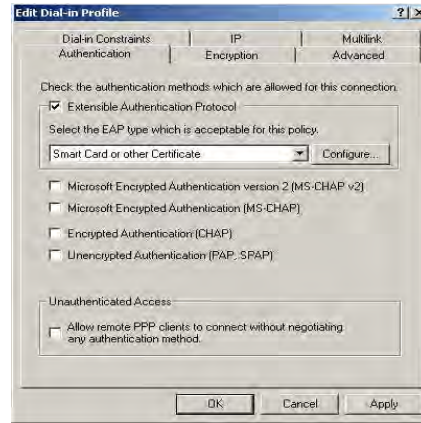 Edit Dial-in Profile
Dial-in Constraints IP Multilink
Authentication Encryption Advanced
Check the authentication methods which are allowed for this connection.
Extensible Authentication Protocol
Select the EAP type which is acceptable for this policy.
Smart Card or other Certificate Configure...
Microsoft Encrypted Authentication version 2 (MS-CHAP v2)
Microsoft Encrypted Authentication (MS-CHAP)
Encrypted Authentication (CHAP)
Unencrypted Authentication (PAP, SPAP)
Unauthenticated Access
Allow remote PPP clients to connect without negotiating
any authentication method.
OK Cancel Apply